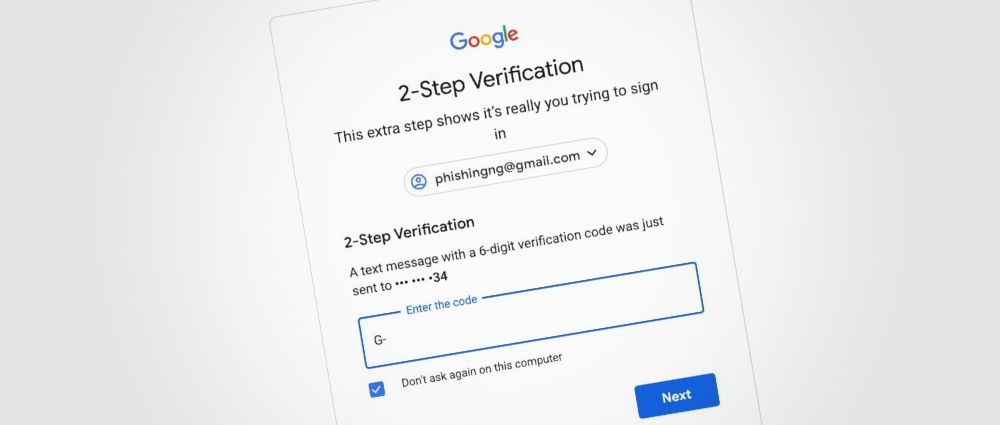 Google
2-Step Verification
This extra step shows it's really you trying to sign
in
phishingng@gmail.com
2-Step Verification
A text message with a 6-digit verification code was just
sent to ••• ••• •34
Enter the code
G-
Don't ask again on this computer
Next